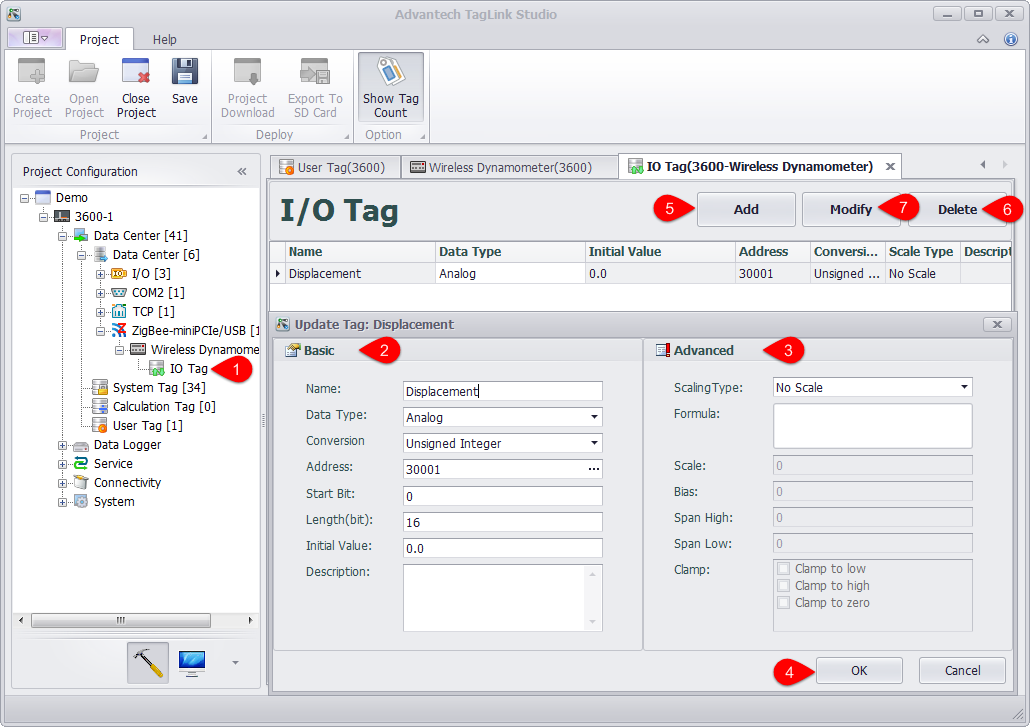 Advantech TagLink Studio
Project
Help
Create Project
Open Project
Close Project
Save
Project
Project Download
Export To SD Card
Deploy
Show Tag Count
Option
Project Configuration
Demo
3600-1
Data Center [41]
Data Center [6]
I/O [3]
COM2 [1]
TCP [1]
ZigBee-miniPCIe/USB [1
Wireless Dynamome
IO Tag
1
System Tag [34]
Calculation Tag [0]
User Tag [1]
Data Logger
Service
Connectivity
System
User Tag(3600)
Wireless Dynamometer(3600)
IO Tag(3600-Wireless Dynamometer)
I/O Tag
5
Add
Modify
7
Delete
6
Name Data Type Initial Value Address Conversi... Scale Type Descript
Displacement Analog 0.0 30001 Unsigned ... No Scale
Update Tag: Displacement
Basic
2
Name: Displacement
Data Type: Analog
Conversion Unsigned Integer
Address: 30001 ...
Start Bit: 0
Length(bit): 16
Initial Value: 0.0
Description:
Advanced
3
ScalingType: No Scale
Formula:
Scale: 0
Bias: 0
Span High: 0
Span Low: 0
Clamp: Clamp to low
Clamp to high
Clamp to zero
4
OK
Cancel